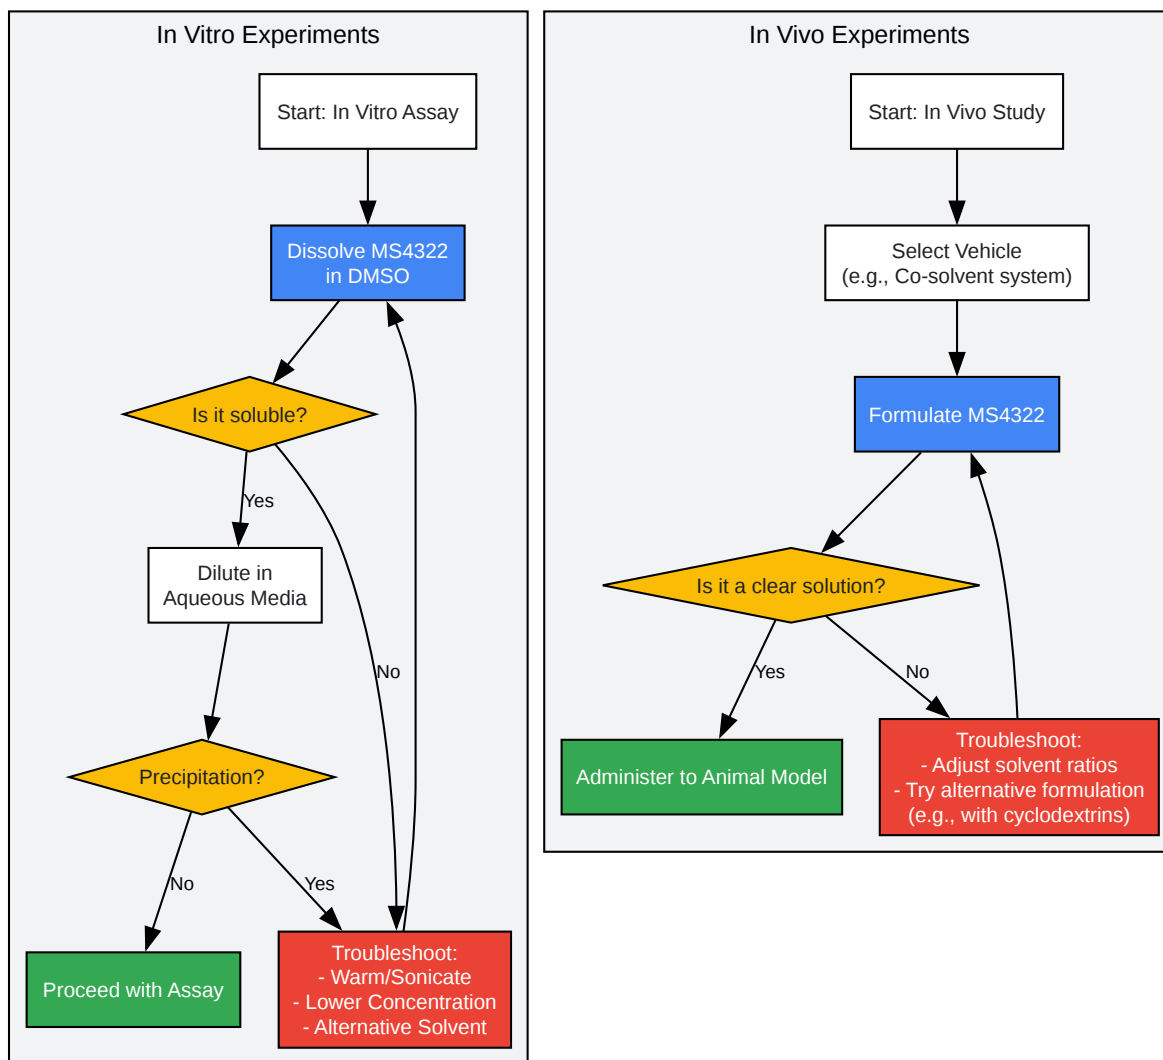 In Vitro Experiments
Start: In Vitro Assay
Dissolve MS4322
in DMSO
Is it soluble?
Yes
Dilute in
Aqueous Media
No
Precipitation?
No
Yes
Proceed with Assay
Troubleshoot:
- Warm/Sonicate
- Lower Concentration
- Alternative Solvent
In Vivo Experiments
Start: In Vivo Study
Select Vehicle
(e.g., Co-solvent system)
Formulate MS4322
Is it a clear solution?
Yes
No
Administer to Animal Model
Troubleshoot:
- Adjust solvent ratios
- Try alternative formulation
(e.g., with cyclodextrins)